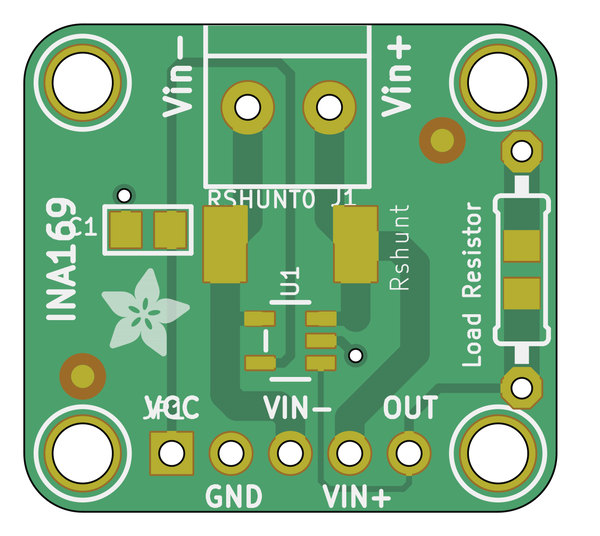 Vin-
Vin+
RSHUNT0
J1
C1
INA169
Rshunt
Load Resistor
U1
VCC
VIN-
OUT
GND
VIN+